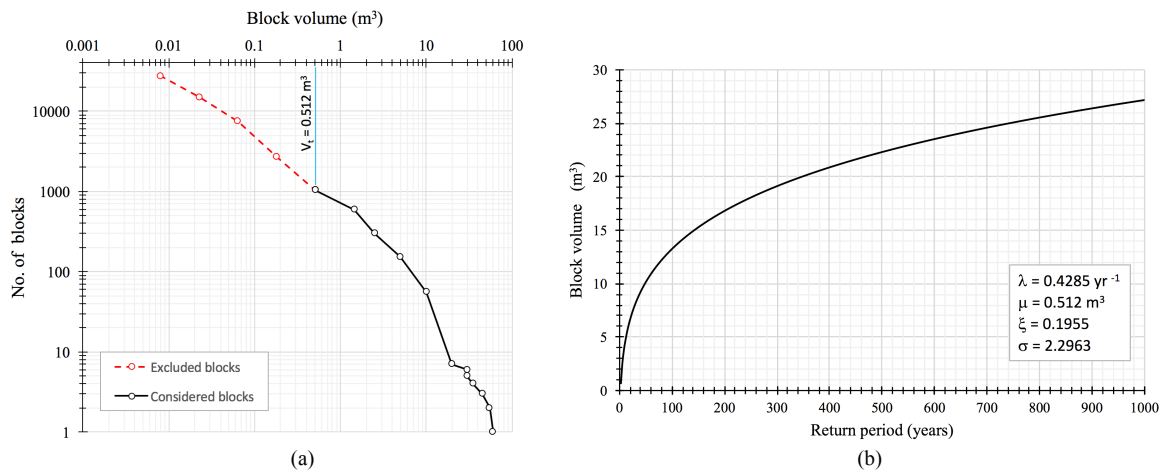 Block volume (m³)
0.001 0.01 0.1 1 10 100
No. of blocks
10000
1000
100
10
1
Vₜ = 0.512 m³
Excluded blocks
Considered blocks
(a)
Block volume (m³)
30
25
20
15
10
5
0
λ = 0.4285 yr ⁻¹
μ = 0.512 m³
ξ = 0.1955
σ = 2.2963
0 100 200 300 400 500 600 700 800 900 1000
Return period (years)
(b)